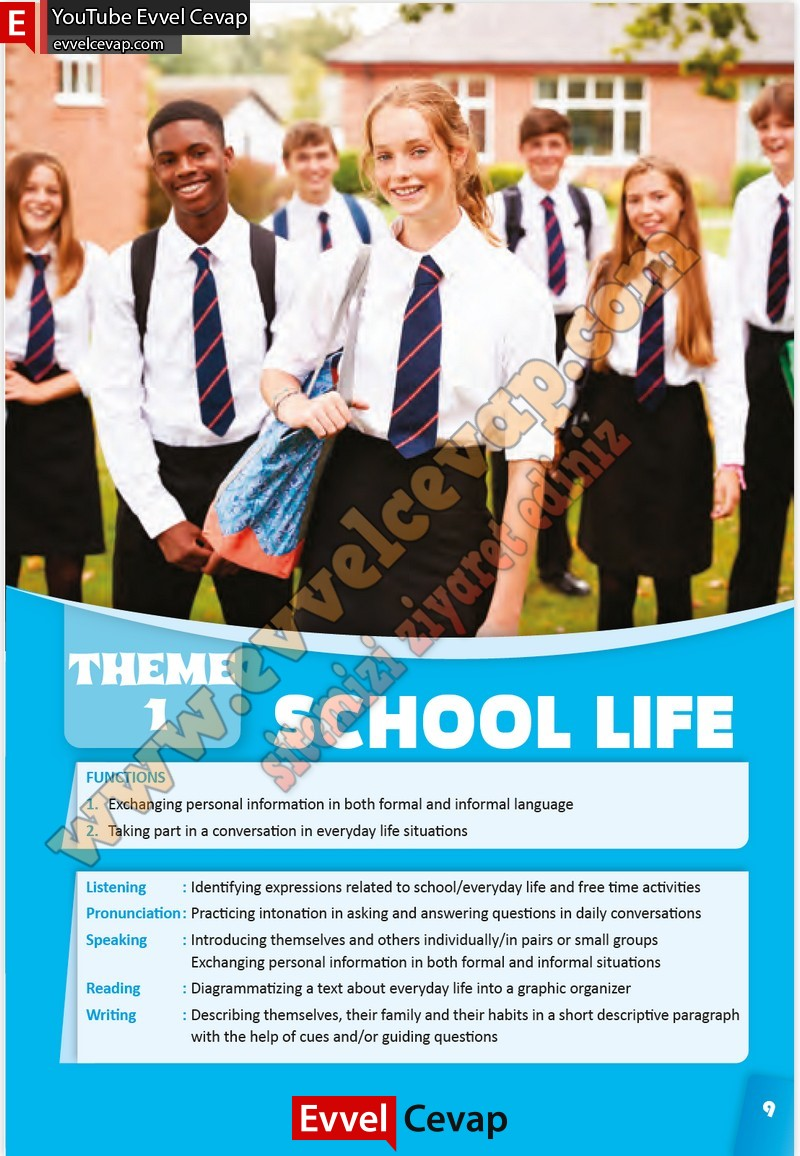 E
YouTube Evvel Cevap
evvelcevap.com
www.evvelcevap.com
sitemizi ziyaret ediniz
THEME
1
SCHOOL LIFE
FUNCTIONS
1. Exchanging personal information in both formal and informal language
2. Taking part in a conversation in everyday life situations
Listening : Identifying expressions related to school/everyday life and free time activities
Pronunciation : Practicing intonation in asking and answering questions in daily conversations
Speaking : Introducing themselves and others individually/in pairs or small groups
Exchanging personal information in both formal and informal situations
Reading : Diagrammatizing a text about everyday life into a graphic organizer
Writing : Describing themselves, their family and their habits in a short descriptive paragraph
with the help of cues and/or guiding questions
Evvel Cevap
9